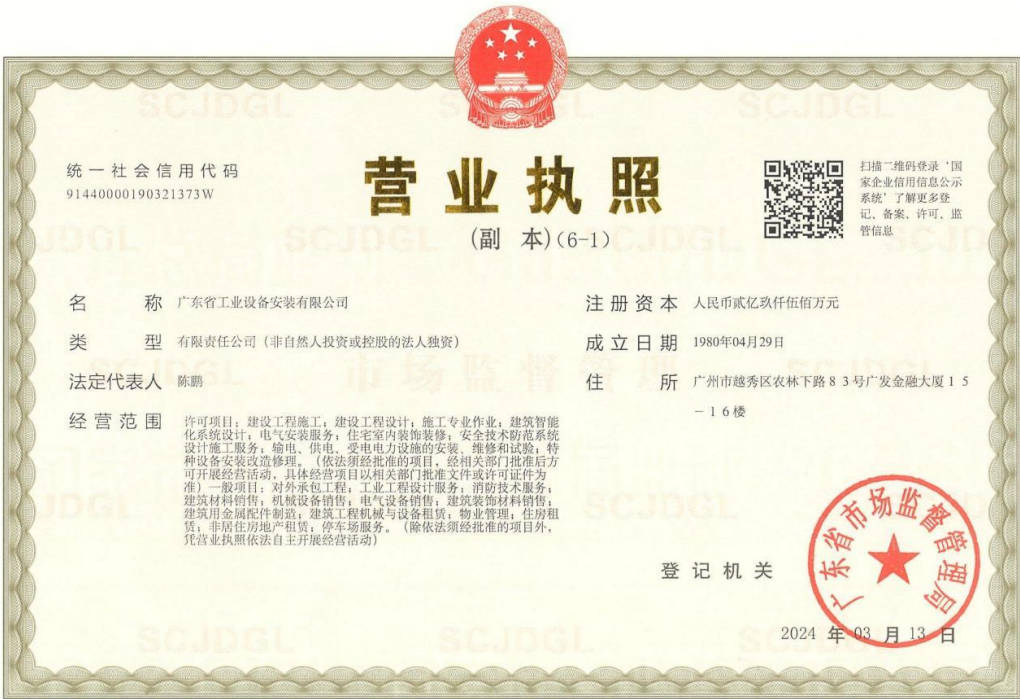 统一社会信用代码
91440000190321373W
营业执照
(副 本)(6-1)
扫描二维码登录'国
家企业信用信息公示
系统'了解更多登
记、备案、许可、监
管信息
名 称 广东省工业设备安装有限公司
类 型 有限责任公司（非自然人投资或控股的法人独资）
法定代表人 陈鹏
经营范围 许可项目：建设工程施工；建设工程设计；施工专业作业；建筑智能
化系统设计；电气安装服务；住宅室内装饰装修；安全技术防范系统
设计施工服务；输电、供电、受电电力设施的安装、维修和试验；特
种设备安装改造修理。（依法须经批准的项目，经相关部门批准后方
可开展经营活动，具体经营项目以相关部门批准文件或许可证件为
准）一般项目：对外承包工程；工业工程设计服务；消防技术服务；
建筑材料销售；机械设备销售；电气设备销售；建筑装饰材料销售；
建筑用金属配件制造；建筑工程机械与设备租赁；物业管理；住房租
赁；非居住房地产租赁；停车场服务。（除依法须经批准的项目外，
凭营业执照依法自主开展经营活动）
注册资本 人民币贰亿玖仟伍佰万元
成立日期 1980年04月29日
住 所 广州市越秀区农林下路８３号广发金融大厦１５
－１６楼
登记机关
广东省市场监督管理局
2024 年 03 月 13 日
SCJDGL
市场监督管理